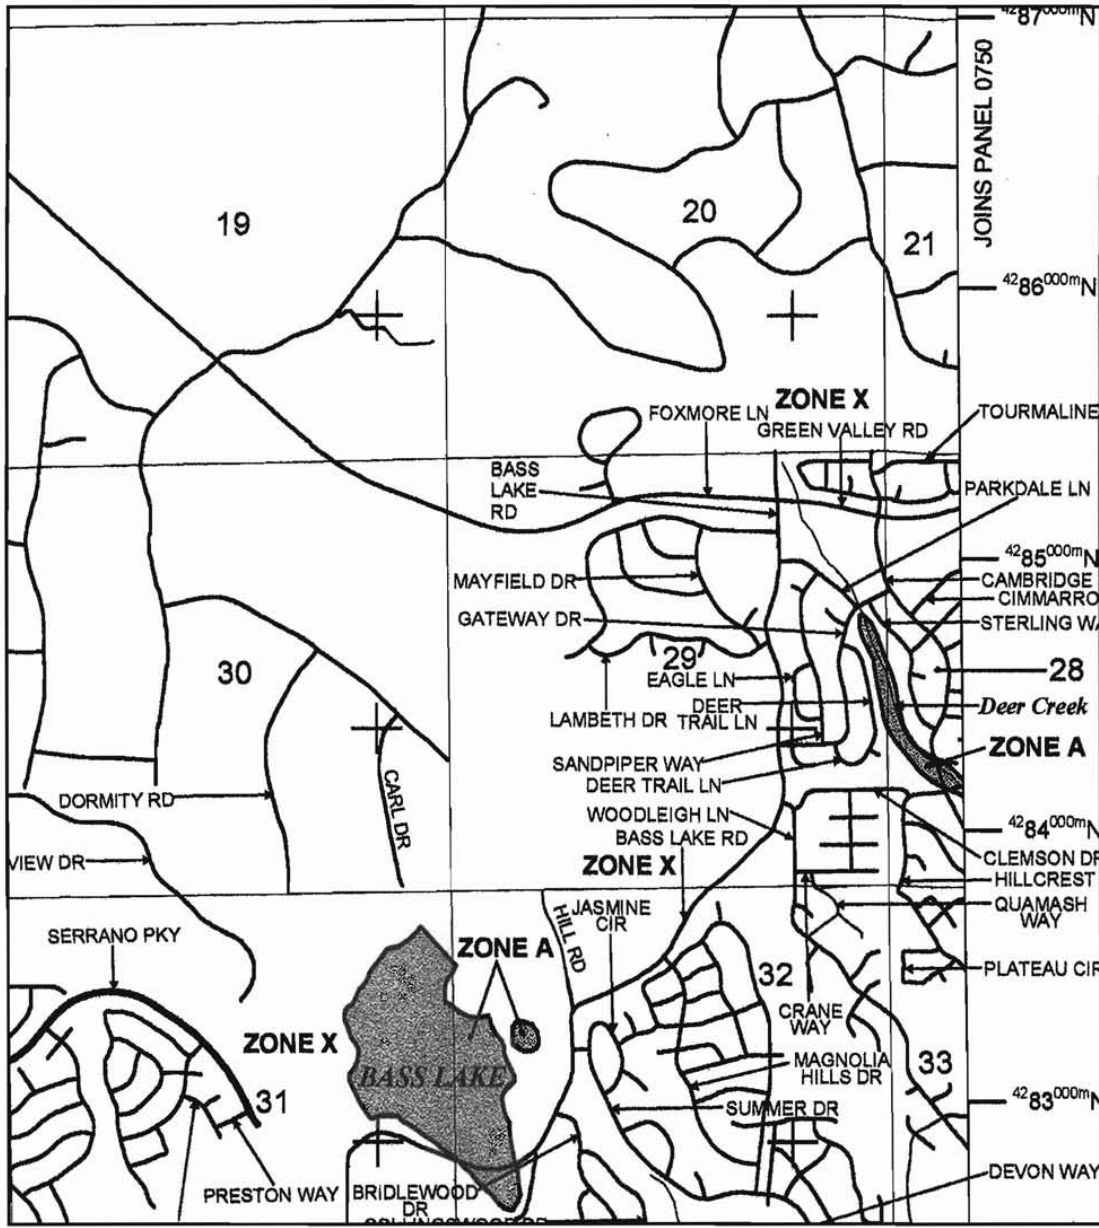 4287000mN
JOINS PANEL 0750
19
20
21
4286000mN
ZONE X
FOXMORE LN
TOURMALINE
GREEN VALLEY RD
BASS
LAKE
RD
PARKDALE LN
4285000mN
MAYFIELD DR
CAMBRIDGE
CIMMARRO
GATEWAY DR
STERLING WA
29
30
28
EAGLE LN
DEER
TRAIL LN
Deer Creek
LAMBETH DR
ZONE A
SANDPIPER WAY
DEER TRAIL LN
DORMITY RD
CARL DR
WOODLEIGH LN
4284000mN
BASS LAKE RD
VIEW DR
ZONE X
CLEMSON DR
HILLCREST
QUAMASH
WAY
JASMINE
CIR
HILL RD
SERRANO PKY
ZONE A
32
PLATEAU CIR
CRANE
WAY
ZONE X
BASS LAKE
MAGNOLIA
HILLS DR
33
31
SUMMER DR
4283000mN
PRESTON WAY
BRIDLEWOOD
DR
DEVON WAY